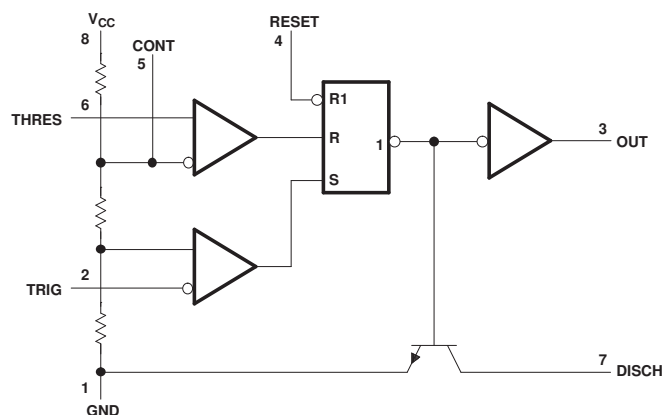 VCC
8
CONT
5
RESET
4
6
THRES
R1
R
1
S
3
OUT
2
TRIG
7
DISCH
1
GND